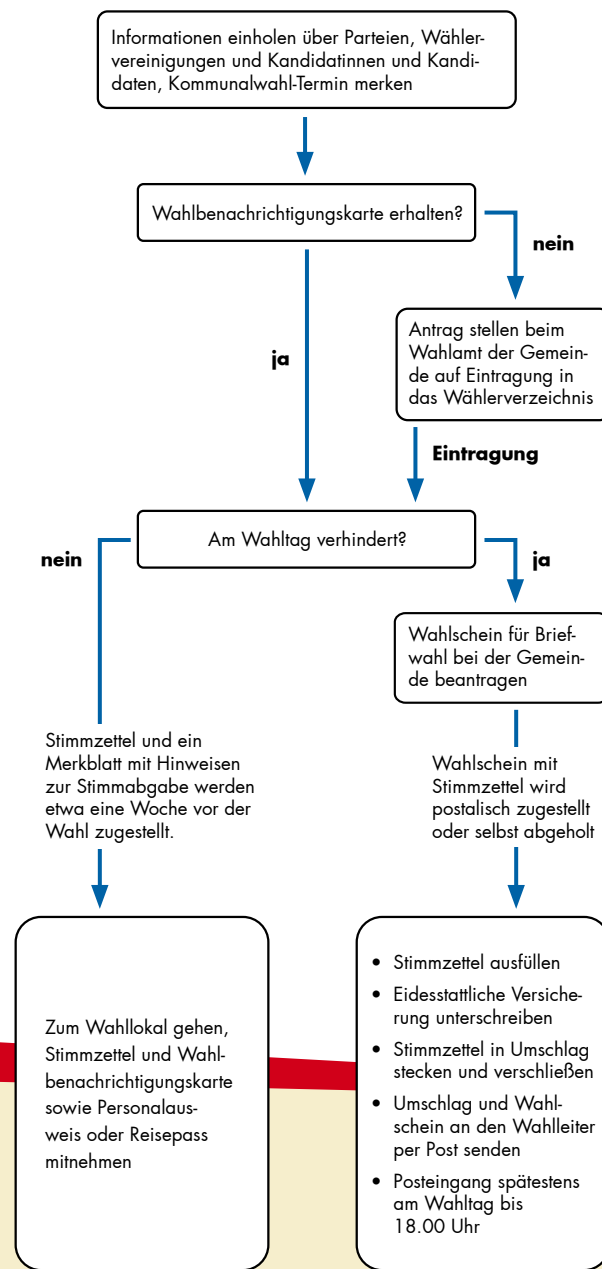 Informationen einholen über Parteien, Wähler-
vereinigungen und Kandidatinnen und Kandi-
daten, Kommunalwahl-Termin merken
Wahlbenachrichtigungskarte erhalten?
nein
ja
Antrag stellen beim
Wahlamt der Gemein-
de auf Eintragung in
das Wählerverzeichnis
Eintragung
Am Wahltag verhindert?
nein
ja
Wahlschein für Brief-
wahl bei der Gemein-
de beantragen
Stimmzettel und ein
Merkblatt mit Hinweisen
zur Stimmabgabe werden
etwa eine Woche vor der
Wahl zugestellt.
Wahlschein mit
Stimmzettel wird
postalisch zugestellt
oder selbst abgeholt
Zum Wahllokal gehen,
Stimmzettel und Wahl-
benachrichtigungskarte
sowie Personalaus-
weis oder Reisepass
mitnehmen
• Stimmzettel ausfüllen
• Eidesstattliche Versiche-
rung unterschreiben
• Stimmzettel in Umschlag
stecken und verschließen
• Umschlag und Wahl-
schein an den Wahlleiter
per Post senden
• Posteingang spätestens
am Wahltag bis
18.00 Uhr